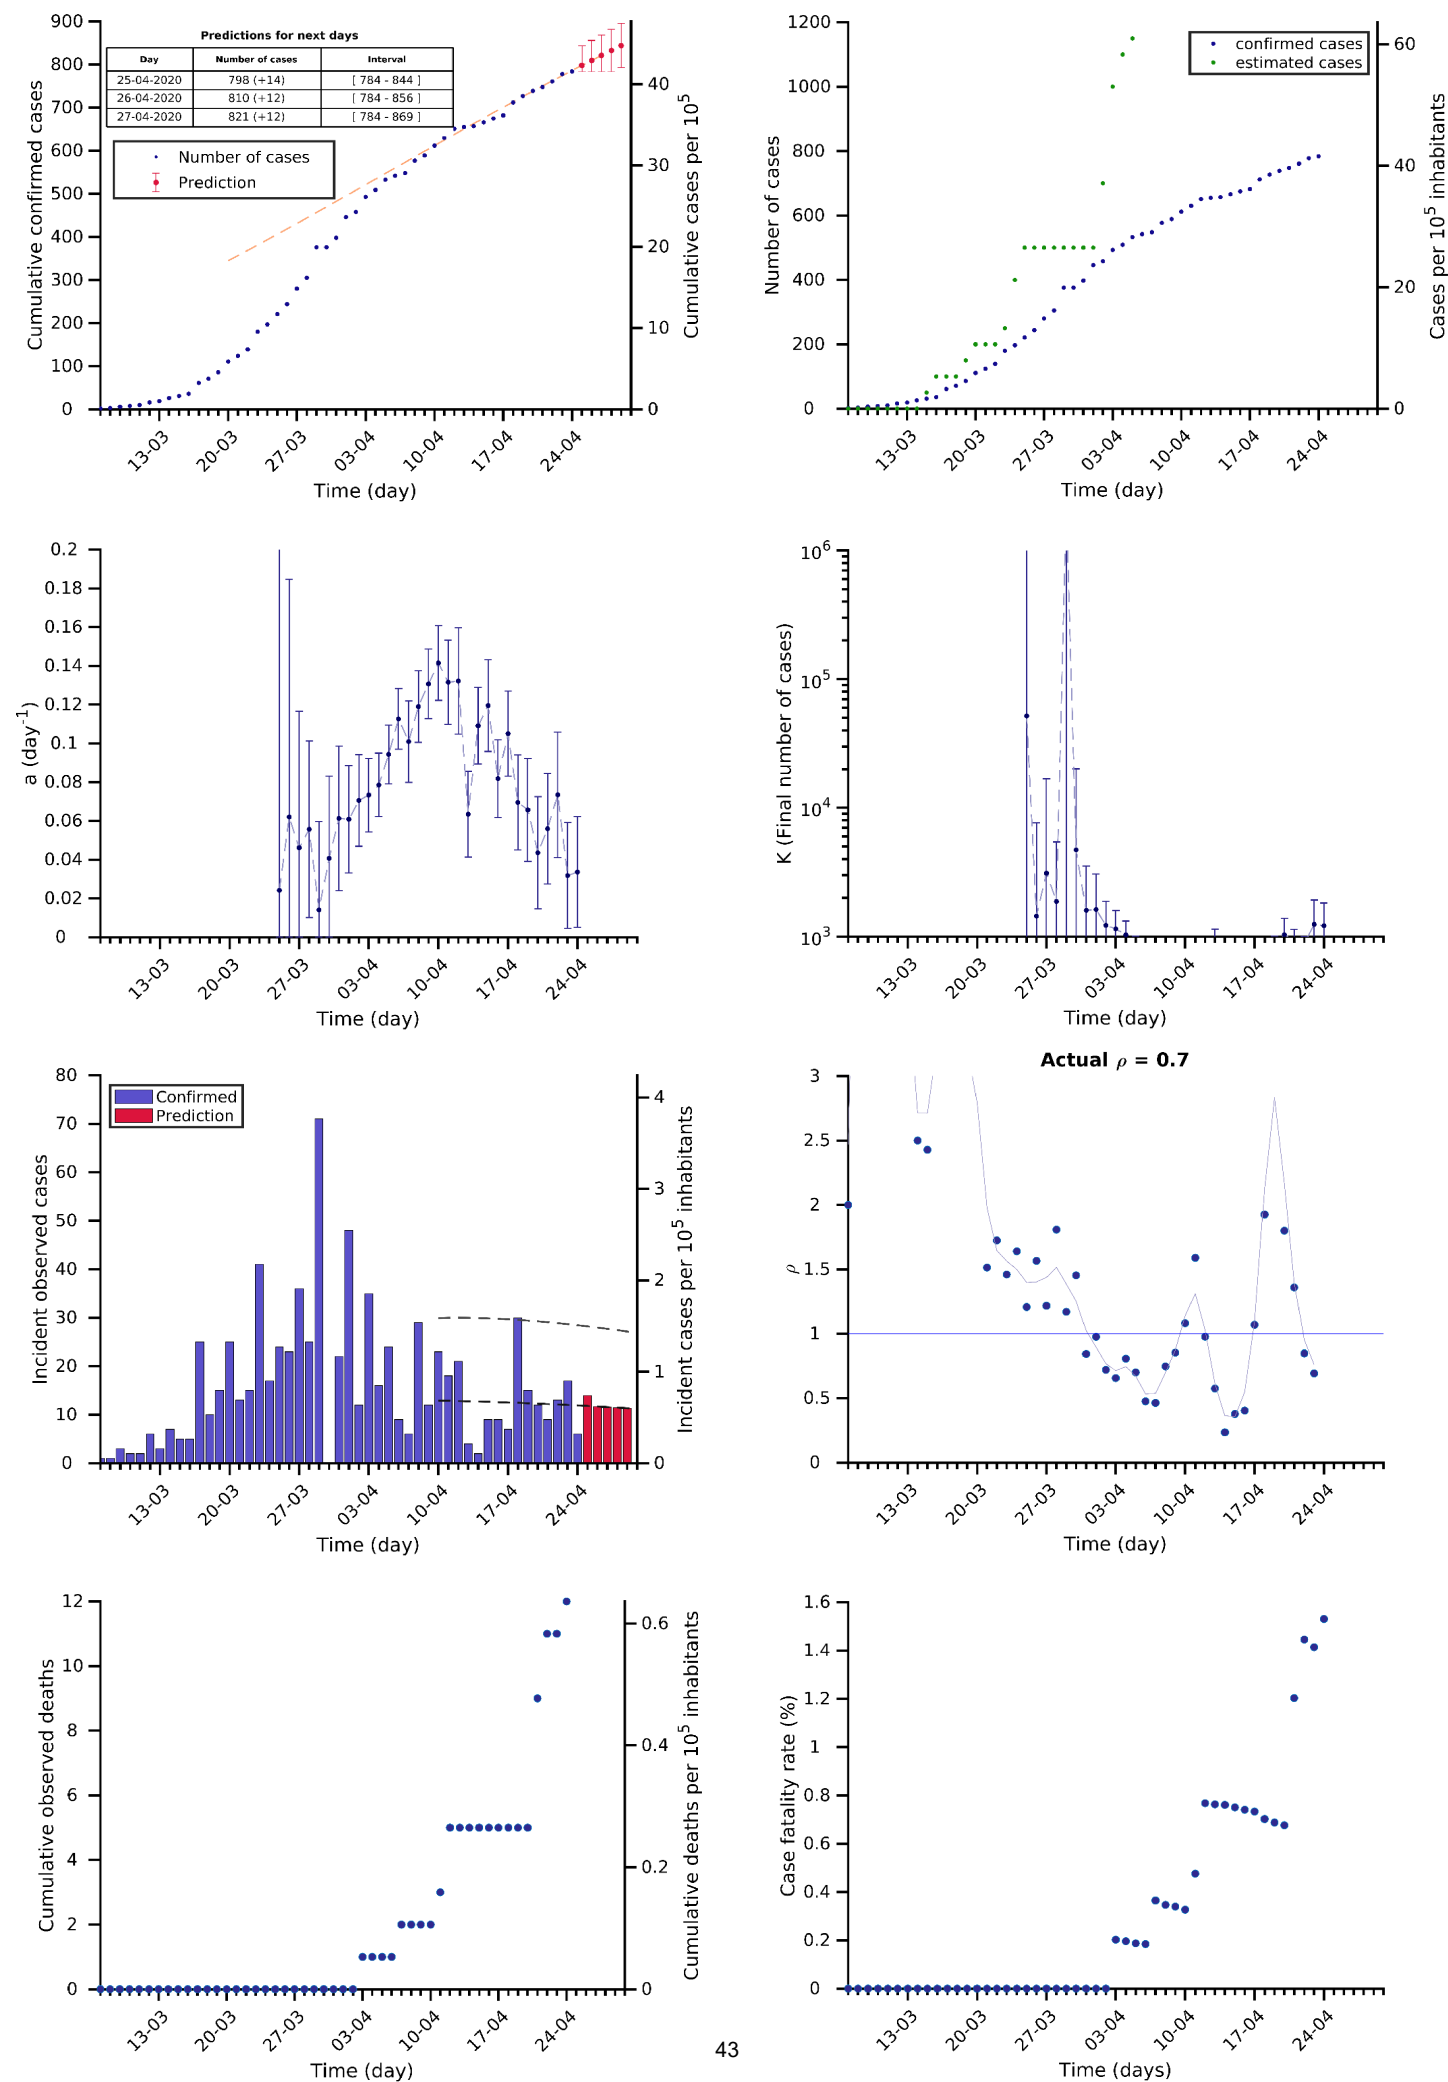 Predictions for next days
Day Number of cases Interval
25-04-2020 798 (+14) [ 784 - 844 ]
26-04-2020 810 (+12) [ 784 - 856 ]
27-04-2020 821 (+12) [ 784 - 869 ]
Number of cases
Prediction
Cumulative confirmed cases
900
800
700
600
500
400
300
200
100
0
Cumulative cases per 10^5
40
30
20
10
0
13-03 20-03 27-03 03-04 10-04 17-04 24-04
Time (day)
confirmed cases
estimated cases
Number of cases
1200
1000
800
600
400
200
0
Cases per 10^5 inhabitants
60
40
20
0
13-03 20-03 27-03 03-04 10-04 17-04 24-04
Time (day)
a (day^-1)
0.2
0.18
0.16
0.14
0.12
0.1
0.08
0.06
0.04
0.02
0
13-03 20-03 27-03 03-04 10-04 17-04 24-04
Time (day)
K (Final number of cases)
10^6
10^5
10^4
10^3
13-03 20-03 27-03 03-04 10-04 17-04 24-04
Time (day)
Confirmed
Prediction
Incident observed cases
80
70
60
50
40
30
20
10
0
Incident cases per 10^5 inhabitants
4
3
2
1
0
13-03 20-03 27-03 03-04 10-04 17-04 24-04
Time (day)
Actual ρ = 0.7
ρ
3
2.5
2
1.5
1
0.5
0
13-03 20-03 27-03 03-04 10-04 17-04 24-04
Time (day)
Cumulative observed deaths
12
10
8
6
4
2
0
Cumulative deaths per 10^5 inhabitants
0.6
0.4
0.2
0
13-03 20-03 27-03 03-04 10-04 17-04 24-04
Time (day)
Case fatality rate (%)
1.6
1.4
1.2
1
0.8
0.6
0.4
0.2
0
13-03 20-03 27-03 03-04 10-04 17-04 24-04
Time (days)
43